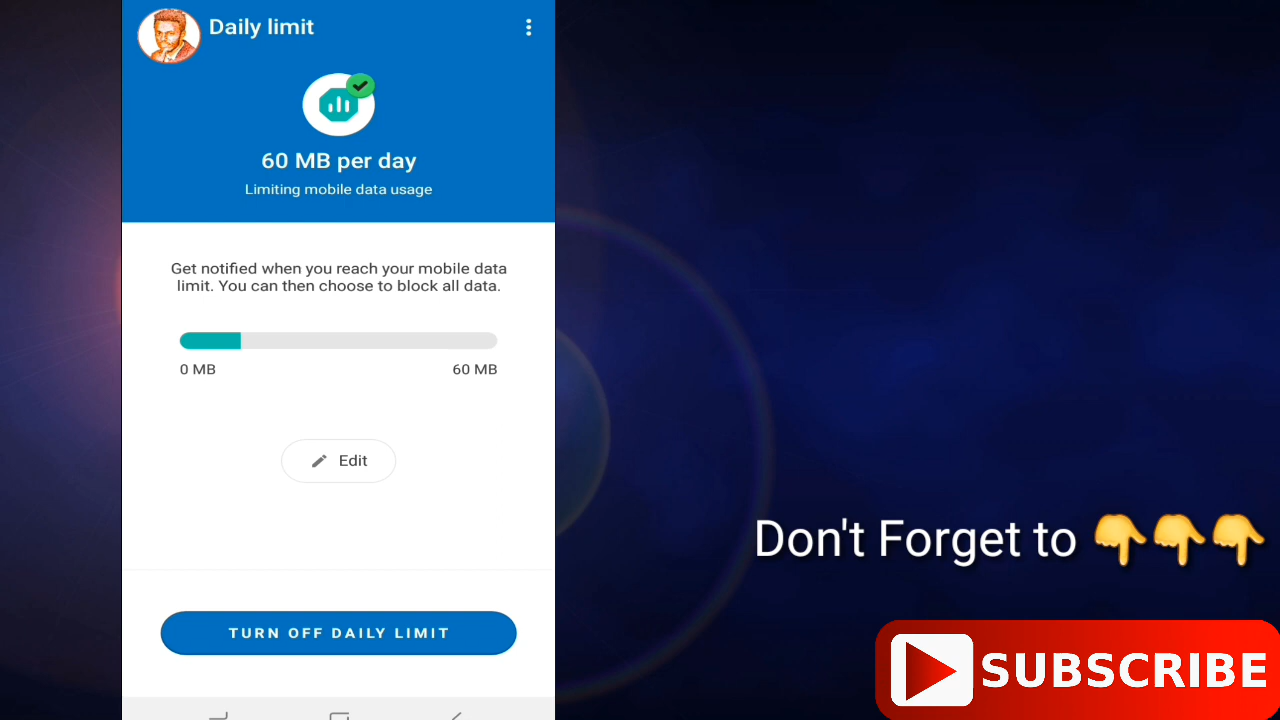 Daily limit
60 MB per day
Limiting mobile data usage
Get notified when you reach your mobile data
limit. You can then choose to block all data.
0 MB 60 MB
Edit
TURN OFF DAILY LIMIT
Don't Forget to 👇👇👇
SUBSCRIBE